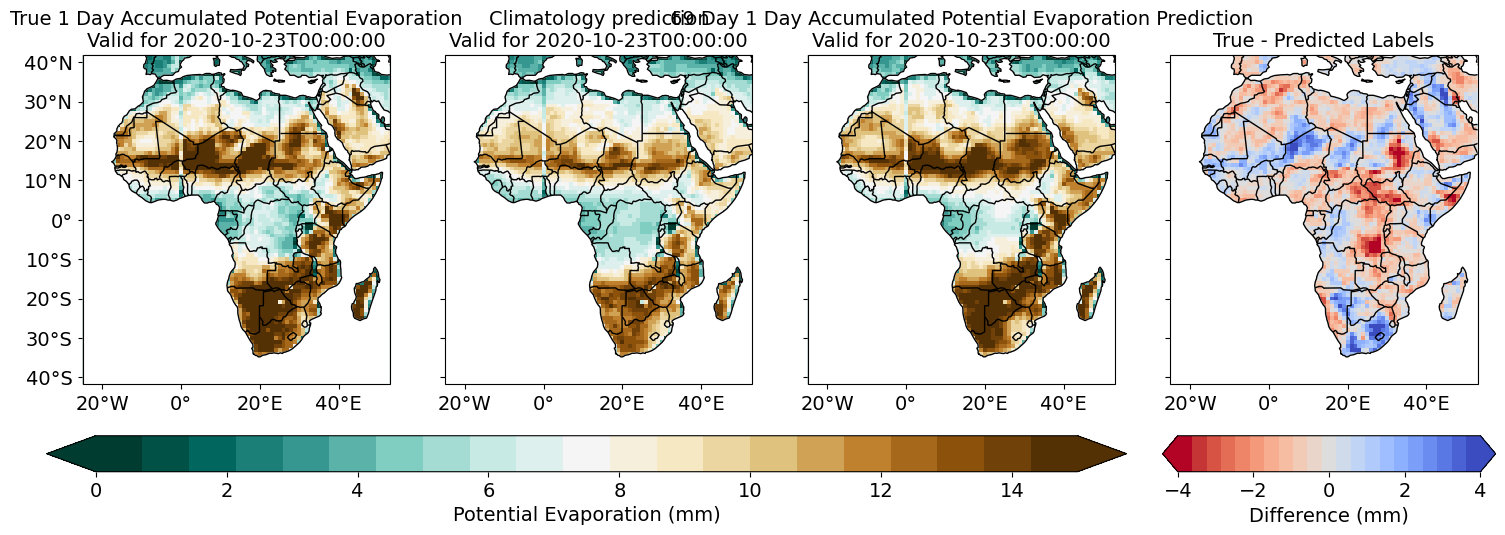 True 1 Day Accumulated Potential Evaporation
Valid for 2020-10-23T00:00:00
Climatology prediction
Valid for 2020-10-23T00:00:00
69 Day 1 Day Accumulated Potential Evaporation Prediction
Valid for 2020-10-23T00:00:00
True - Predicted Labels
40°N
30°N
20°N
10°N
0°
10°S
20°S
30°S
40°S
20°W 0° 20°E 40°E
20°W 0° 20°E 40°E
20°W 0° 20°E 40°E
20°W 0° 20°E 40°E
0 2 4 6 8 10 12 14
Potential Evaporation (mm)
−4 −2 0 2 4
Difference (mm)